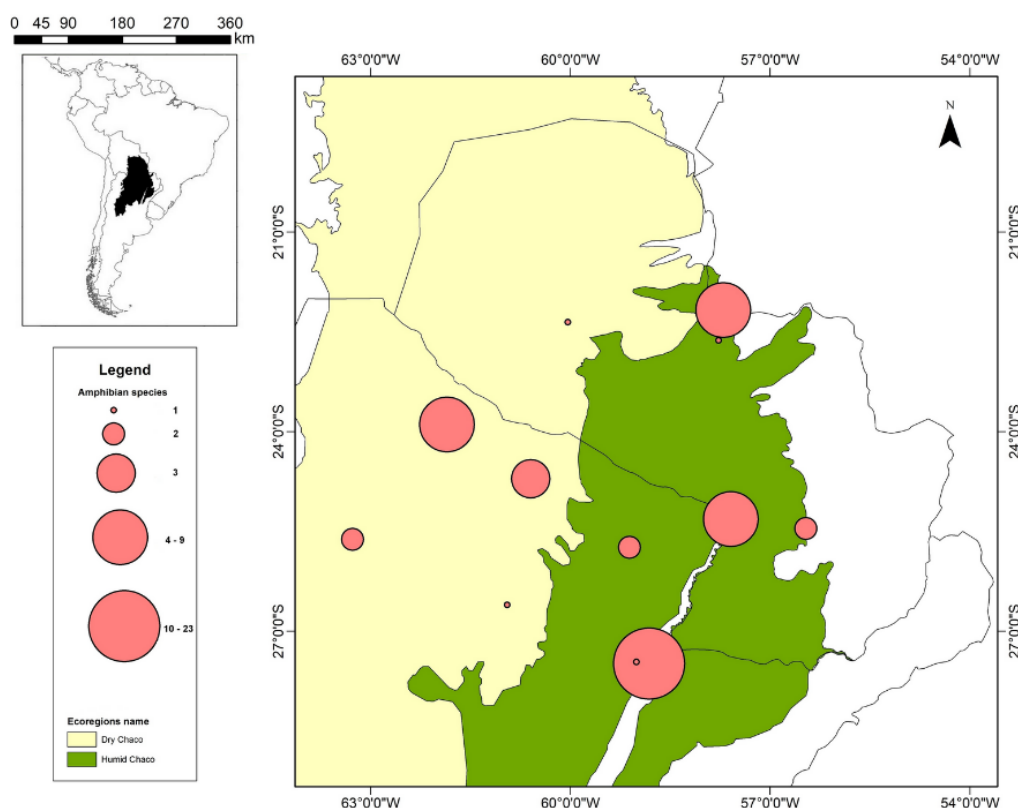 0 45 90 180 270 360
km
63°0'0"W 60°0'0"W 57°0'0"W 54°0'0"W
N
21°0'0"S 21°0'0"S
24°0'0"S 24°0'0"S
27°0'0"S 27°0'0"S
63°0'0"W 60°0'0"W 57°0'0"W 54°0'0"W
Legend
Amphibian species
1
2
3
4 - 9
10 - 23
Ecoregions name
Dry Chaco
Humid Chaco